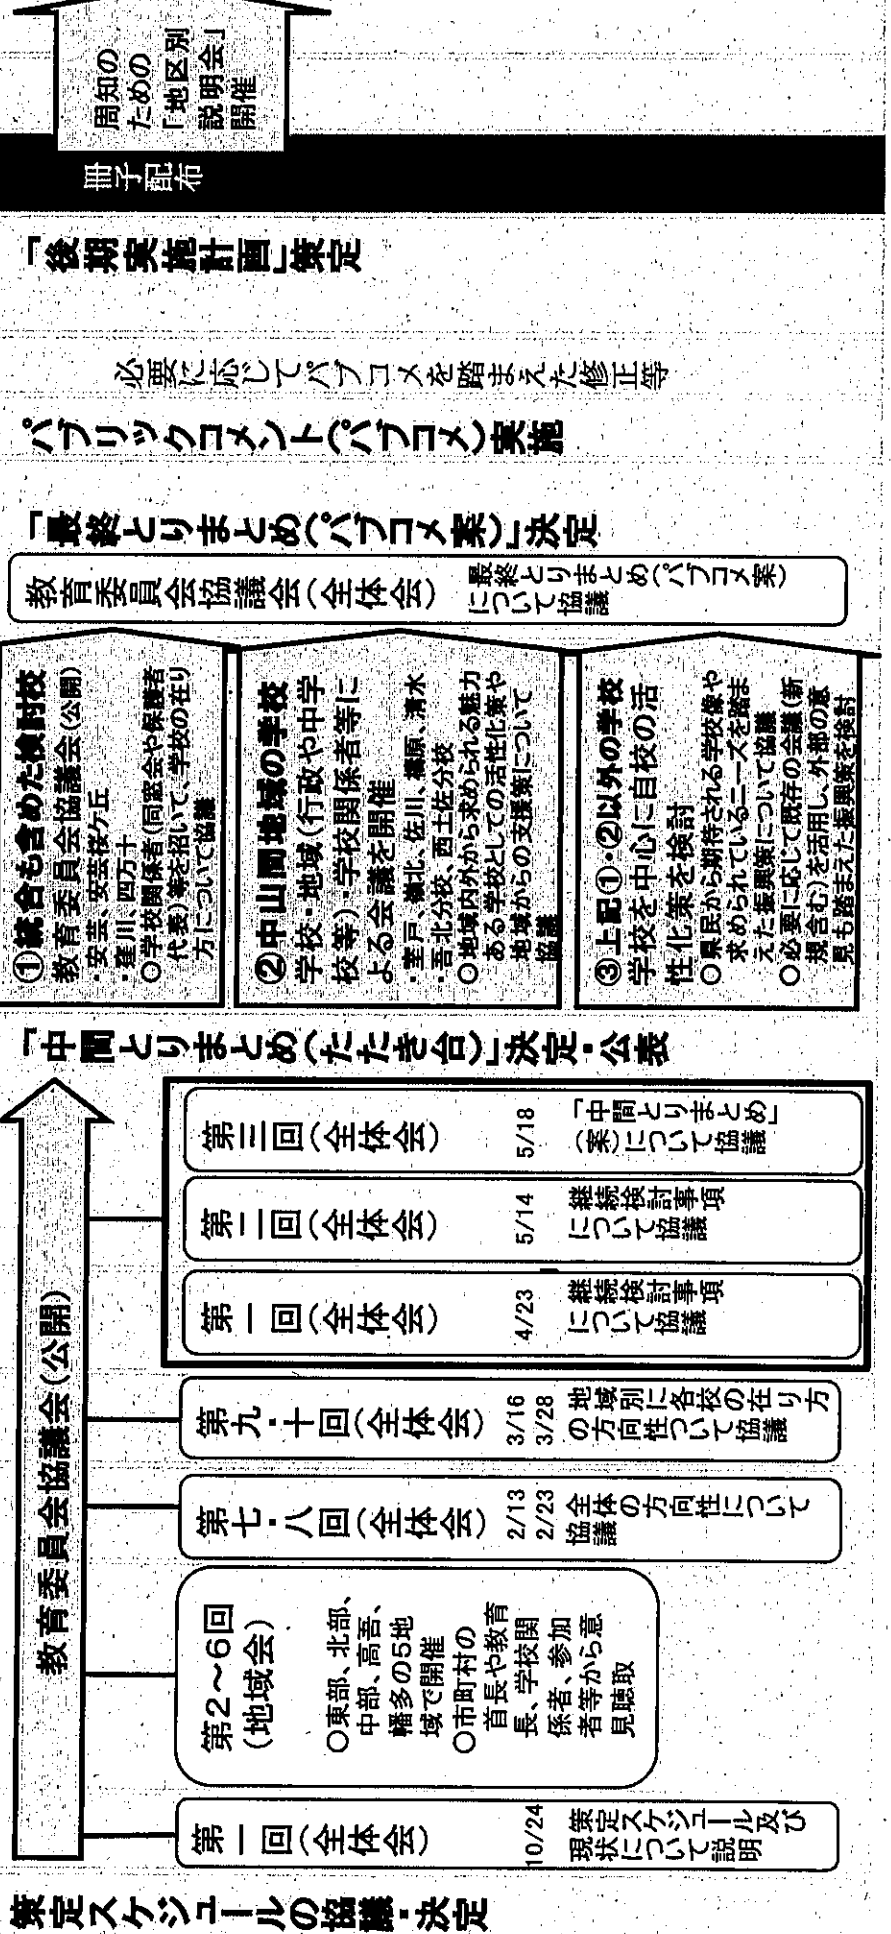 策定スケジュールの協議・決定
教育委員会協議会(公開)
第一回(全体会)
10/24
策定スケジュール及び
現状について説明
第2～6回
(地域会)
○東部、北部、
中部、高吾、
幡多の5地
域で開催
○市町村の
首長や教育
長、学校関
係者、参加
者等から意
見聴取
第七・八回(全体会)
2/13
2/23
全体の方向性について
協議
第九・十回(全体会)
3/16
3/28
地域別に各校の在り方
の方向性ついて協議
第一回(全体会)
4/23
継続検討事項
について協議
第二回(全体会)
5/14
継続検討事項
について協議
第三回(全体会)
5/18
「中間とりまとめ」
(案)について協議
「中間とりまとめ(たたき台)」決定・公表
①統合も含めた検討校
教育委員会協議会(公開)
・安芸、安芸桜ケ丘
・窪川、四万十
○学校関係者(同窓会や保護者
代表)等を招いて、学校の在り
方について協議
②中山間地域の学校
学校・地域(行政や中学
校等)・学校関係者等に
よる会議を開催
・室戸、嶺北、佐川、檮原、清水
・吾北分校、西土佐分校
○地域内外から求められる魅力
ある学校としての活性化策や
地域からの支援策について
協議
③上記①・②以外の学校
学校を中心に自校の活
性化策を検討
○県民から期待される学校像や
求められているニーズを踏ま
えた振興策について協議
○必要に応じて既存の会議(新
規含む)を活用し、外部の意
見も踏まえた振興策を検討
教育委員会協議会(全体会)
最終とりまとめ(パブコメ案)
について協議
「最終とりまとめ(パブコメ案)」決定
パブリックコメント(パブコメ)実施
必要に応じてパブコメを踏まえた修正等
「後期実施計画」策定
冊子配布
周知の
ための
「地区別
説明会」
開催